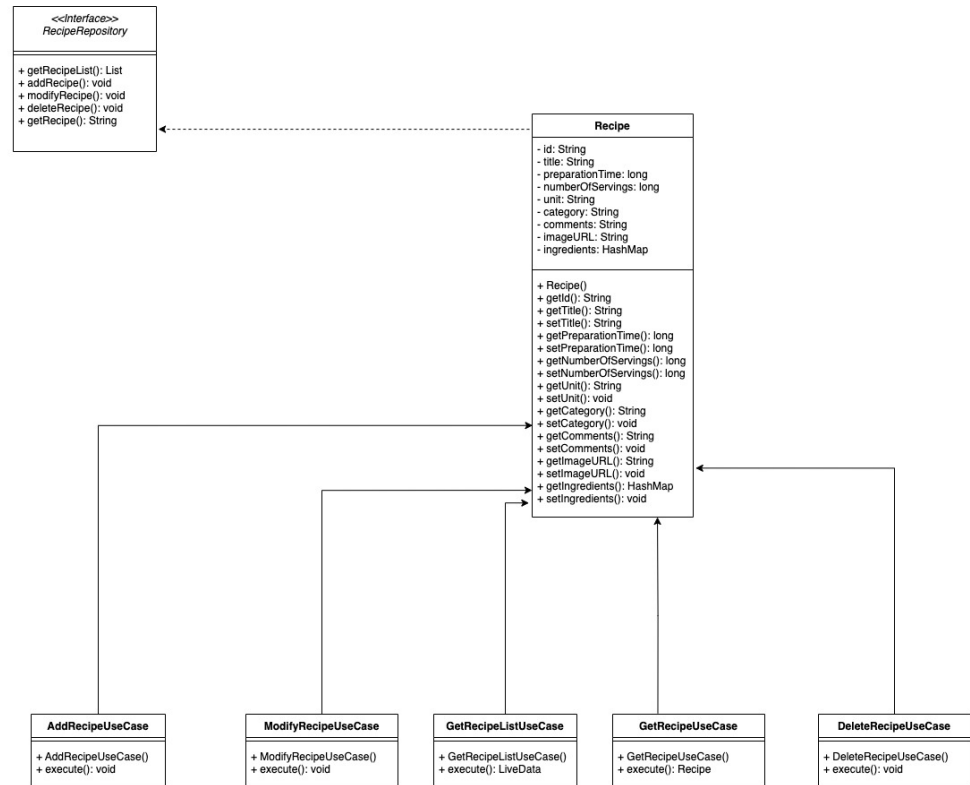 <<Interface>>
RecipeRepository
+ getRecipeList(): List
+ addRecipe(): void
+ modifyRecipe(): void
+ deleteRecipe(): void
+ getRecipe(): String
Recipe
- id: String
- title: String
- preparationTime: long
- numberOfServings: long
- unit: String
- category: String
- comments: String
- imageURL: String
- ingredients: HashMap
+ Recipe()
+ getId(): String
+ getTitle(): String
+ setTitle(): String
+ getPreparationTime(): long
+ setPreparationTime(): long
+ getNumberOfServings(): long
+ setNumberOfServings(): long
+ getUnit(): String
+ setUnit(): void
+ getCategory(): String
+ setCategory(): void
+ getComments(): String
+ setComments(): void
+ getImageURL(): String
+ setImageURL(): void
+ getIngredients(): HashMap
+ setIngredients(): void
AddRecipeUseCase
+ AddRecipeUseCase()
+ execute(): void
ModifyRecipeUseCase
+ ModifyRecipeUseCase()
+ execute(): void
GetRecipeListUseCase
+ GetRecipeListUseCase()
+ execute(): LiveData
GetRecipeUseCase
+ GetRecipeUseCase()
+ execute(): Recipe
DeleteRecipeUseCase
+ DeleteRecipeUseCase()
+ execute(): void